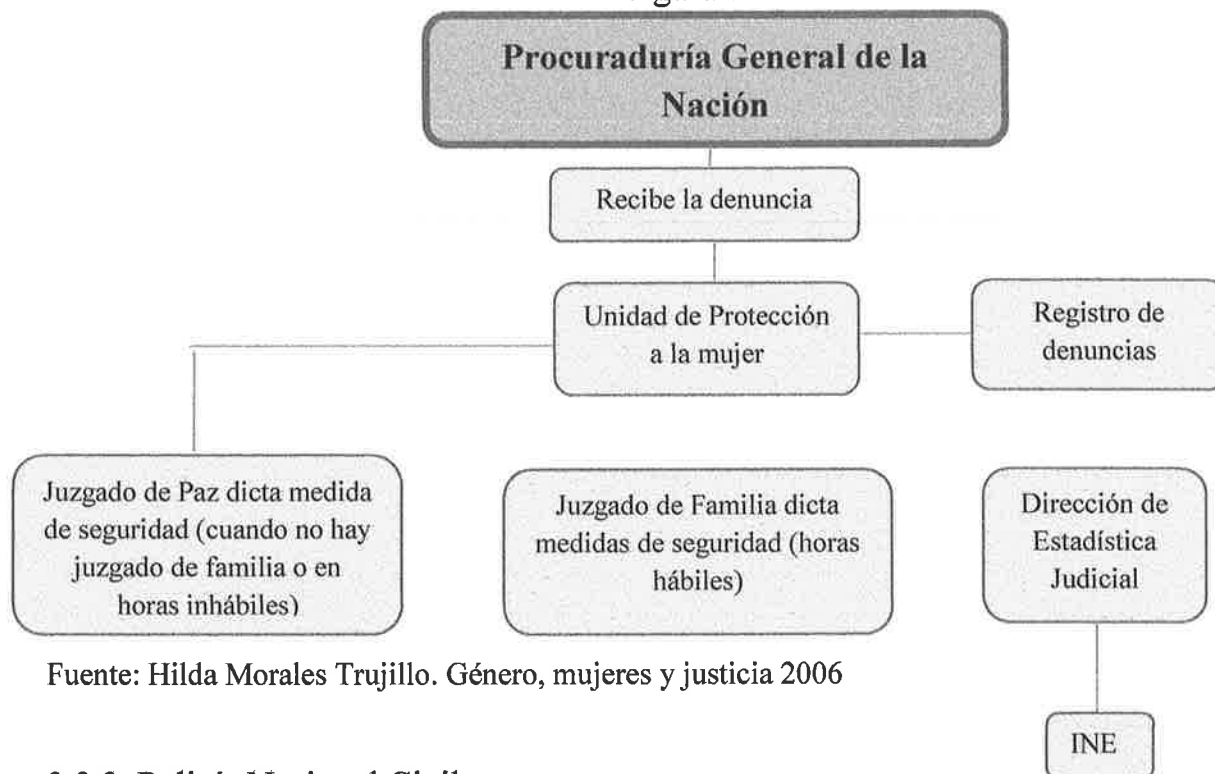 Procuraduría General de la
Nación
Recibe la denuncia
Unidad de Protección
a la mujer
Registro de
denuncias
Juzgado de Paz dicta medida
de seguridad (cuando no hay
juzgado de familia o en
horas inhábiles)
Juzgado de Familia dicta
medidas de seguridad (horas
hábiles)
Dirección de
Estadística
Judicial
Fuente: Hilda Morales Trujillo. Género, mujeres y justicia 2006
INE